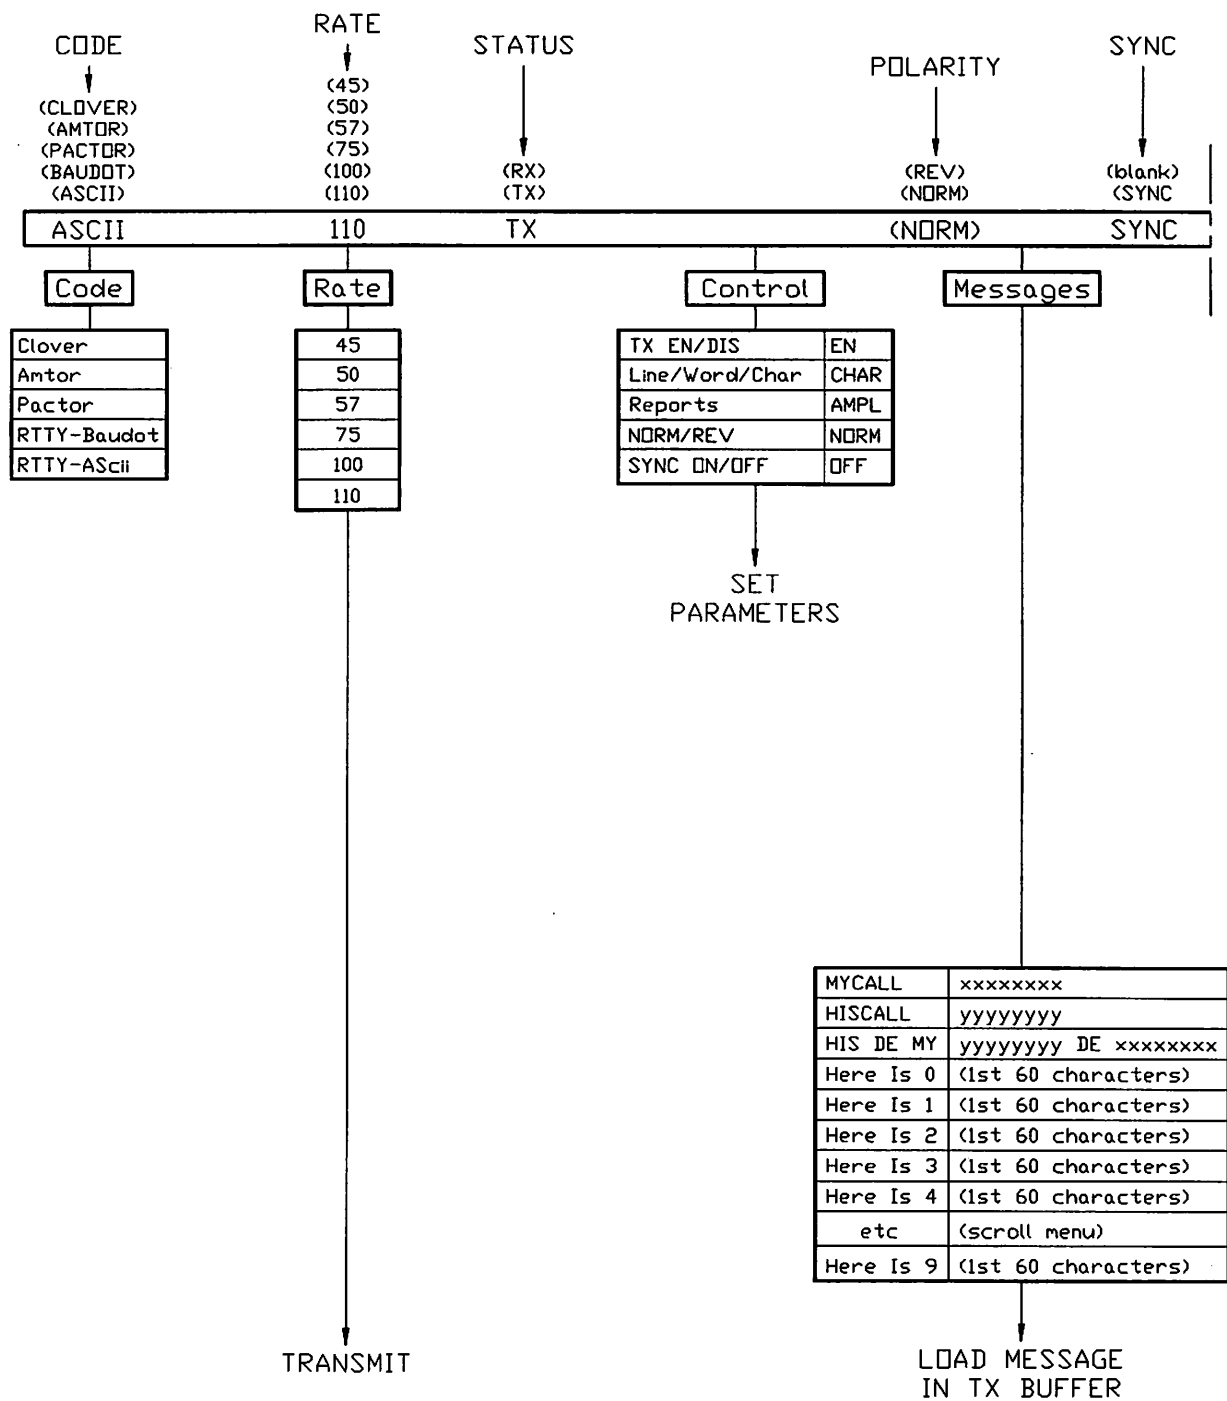 CODE
RATE
STATUS
POLARITY
SYNC
(CLOVER)
(AMTOR)
(PACTOR)
(BAUDOT)
(ASCII)
(45)
(50)
(57)
(75)
(100)
(110)
(RX)
(TX)
(REV)
(NORM)
(blank)
(SYNC
ASCII 110 TX (NORM) SYNC
Code
Rate
Control
Messages
Clover
Amtor
Pactor
RTTY-Baudot
RTTY-AScii
45
50
57
75
100
110
TX EN/DIS EN
Line/Word/Char CHAR
Reports AMPL
NORM/REV NORM
SYNC ON/OFF OFF
SET
PARAMETERS
MYCALL xxxxxxxx
HISCALL yyyyyyyy
HIS DE MY yyyyyyyy DE xxxxxxxx
Here Is 0 (1st 60 characters)
Here Is 1 (1st 60 characters)
Here Is 2 (1st 60 characters)
Here Is 3 (1st 60 characters)
Here Is 4 (1st 60 characters)
etc (scroll menu)
Here Is 9 (1st 60 characters)
TRANSMIT
LOAD MESSAGE
IN TX BUFFER